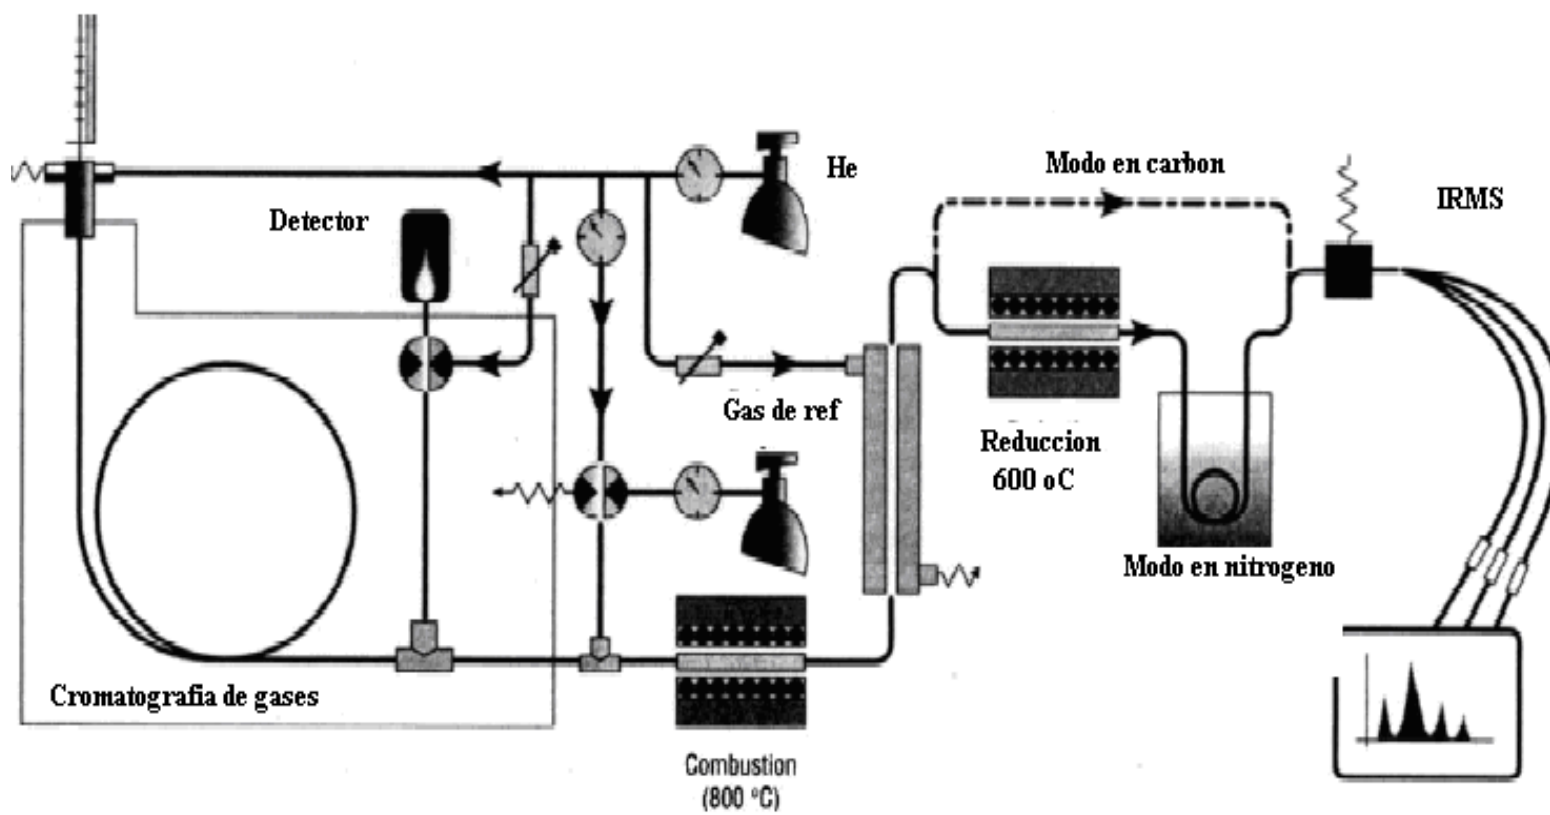 He
Modo en carbon
IRMS
Detector
Gas de ref
Reduccion
600 oC
Modo en nitrogeno
Cromatografia de gases
Combustion
(800 ºC)